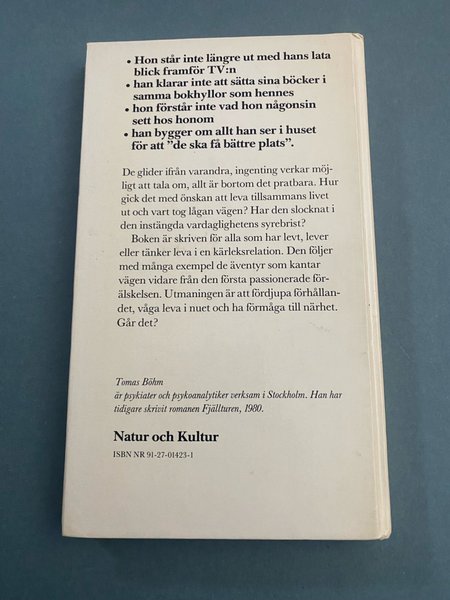 • Hon står inte längre ut med hans lata
blick framför TV:n
• han klarar inte att sätta sina böcker i
samma bokhyllor som hennes
• hon förstår inte vad hon någonsin
sett hos honom
• han bygger om allt han ser i huset
för att ”de ska få bättre plats”.
De glider ifrån varandra, ingenting verkar möj-
ligt att tala om, allt är bortom det pratbara. Hur
gick det med önskan att leva tillsammans livet
ut och vart tog lågan vägen? Har den slocknat i
den instängda vardaglighetens syrebrist?
Boken är skriven för alla som har levt, lever
eller tänker leva i en kärleksrelation. Den följer
med många exempel de äventyr som kantar
vägen vidare från den första passionerade för-
älskelsen. Utmaningen är att fördjupa förhållan-
det, våga leva i nuet och ha förmåga till närhet.
Går det?
Tomas Böhm
är psykiater och psykoanalytiker verksam i Stockholm. Han har
tidigare skrivit romanen Fjällturen, 1980.
Natur och Kultur
ISBN NR 91-27-01423-1